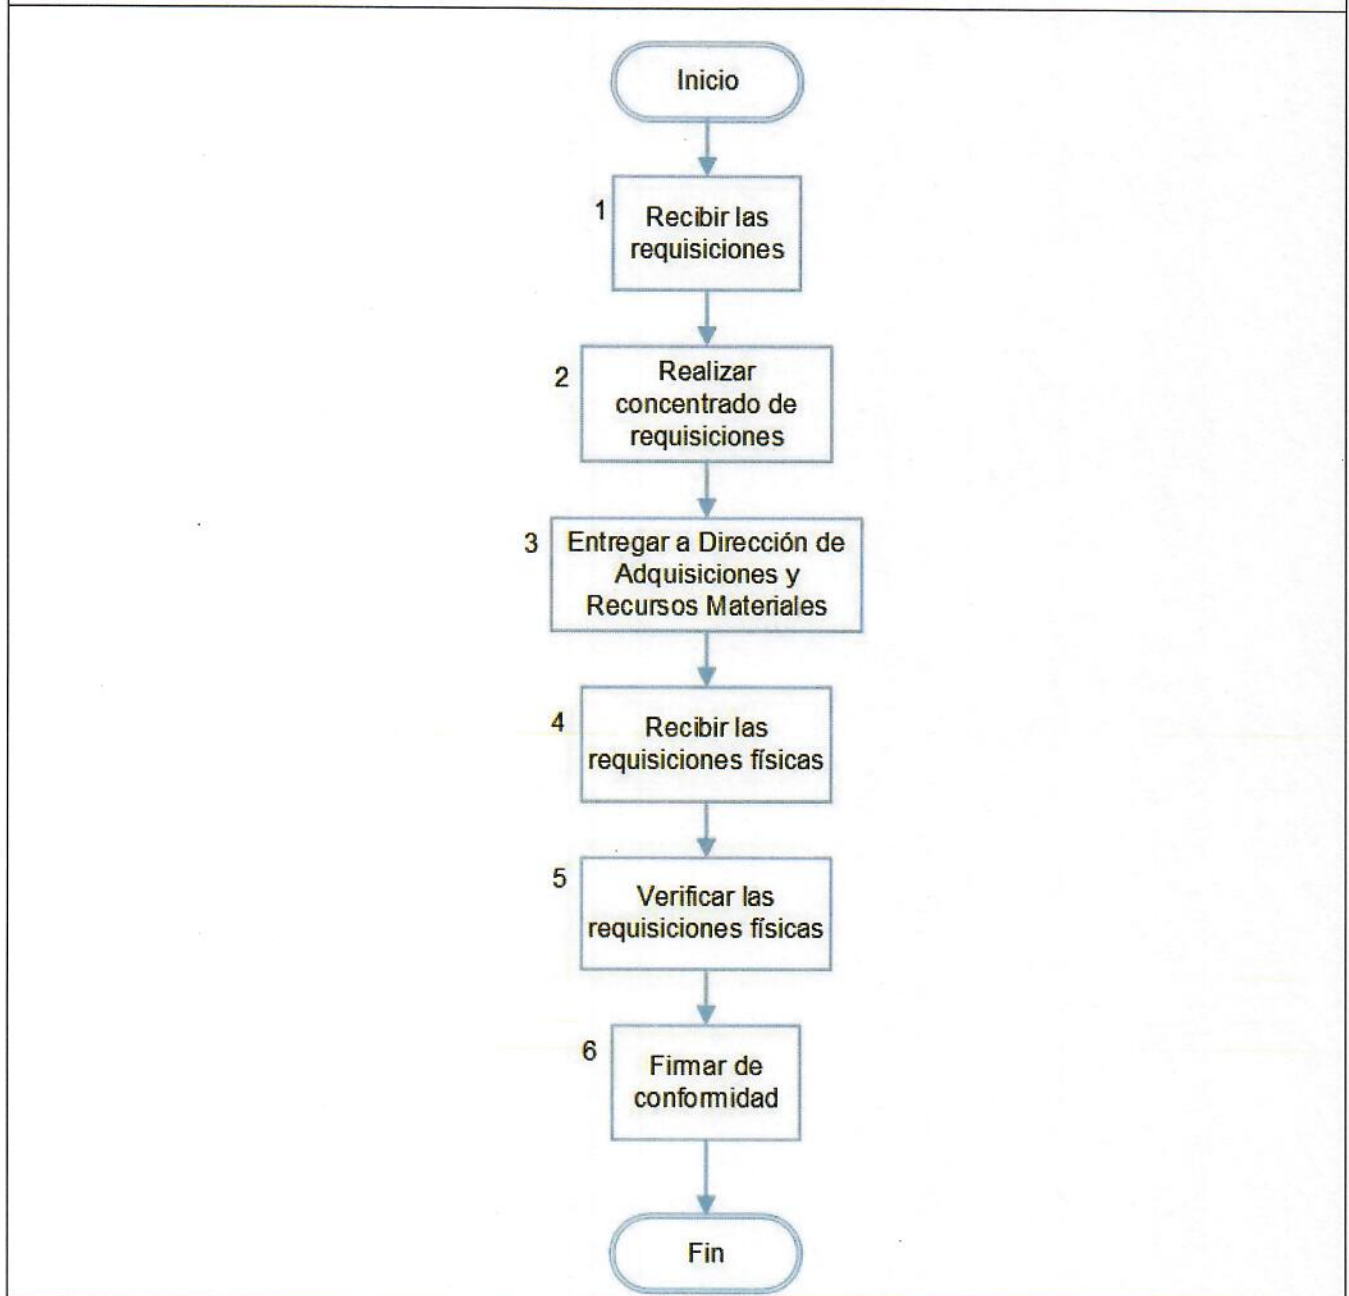 Inicio
1
Recibir las
requisiciones
2
Realizar
concentrado de
requisiciones
3
Entregar a Dirección de
Adquisiciones y
Recursos Materiales
4
Recibir las
requisiciones físicas
5
Verificar las
requisiciones físicas
6
Firmar de
conformidad
Fin